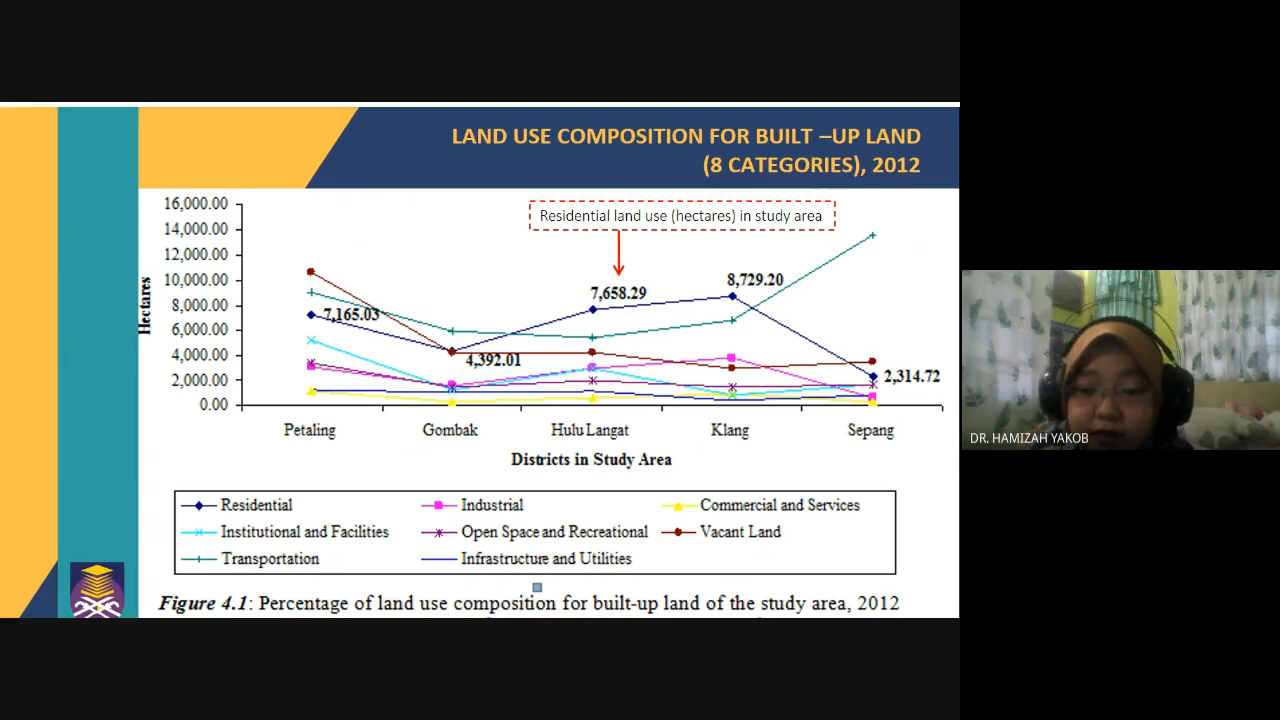 LAND USE COMPOSITION FOR BUILT –UP LAND
(8 CATEGORIES), 2012
Residential land use (hectares) in study area
16,000.00
14,000.00
12,000.00
10,000.00
8,000.00
6,000.00
4,000.00
2,000.00
0.00
Hectares
7,165.03
4,392.01
7,658.29
8,729.20
2,314.72
Petaling
Gombak
Hulu Langat
Klang
Sepang
Districts in Study Area
Residential
Industrial
Commercial and Services
Institutional and Facilities
Open Space and Recreational
Vacant Land
Transportation
Infrastructure and Utilities
Figure 4.1: Percentage of land use composition for built-up land of the study area, 2012
DR. HAMIZAH YAKOB